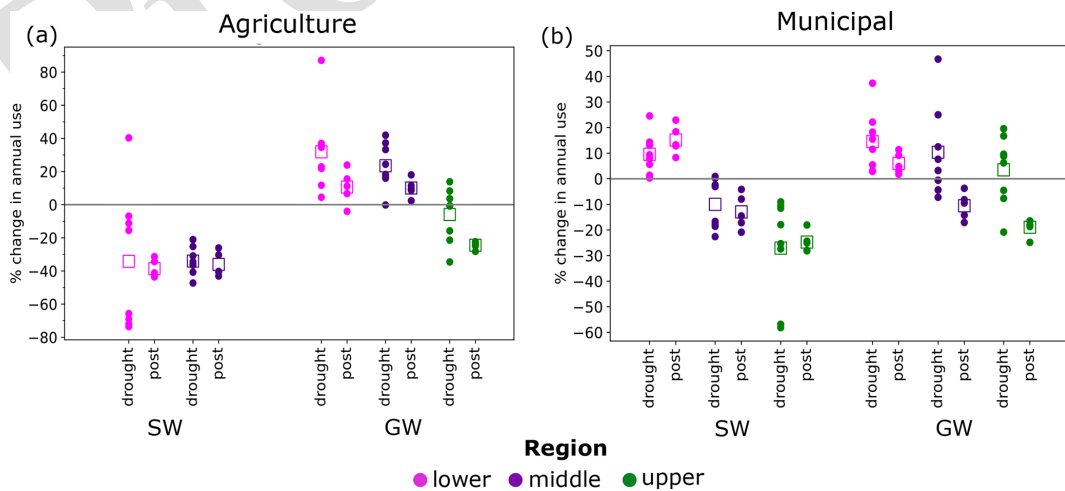 Agriculture
Municipal
(a)
(b)
% change in annual use
80
60
40
20
0
−20
−40
−60
−80
drought
post
drought
post
drought
post
drought
post
drought
post
SW
GW
% change in annual use
50
40
30
20
10
0
−10
−20
−30
−40
−50
−60
drought
post
drought
post
drought
post
drought
post
drought
post
drought
post
SW
GW
Region
lower
middle
upper